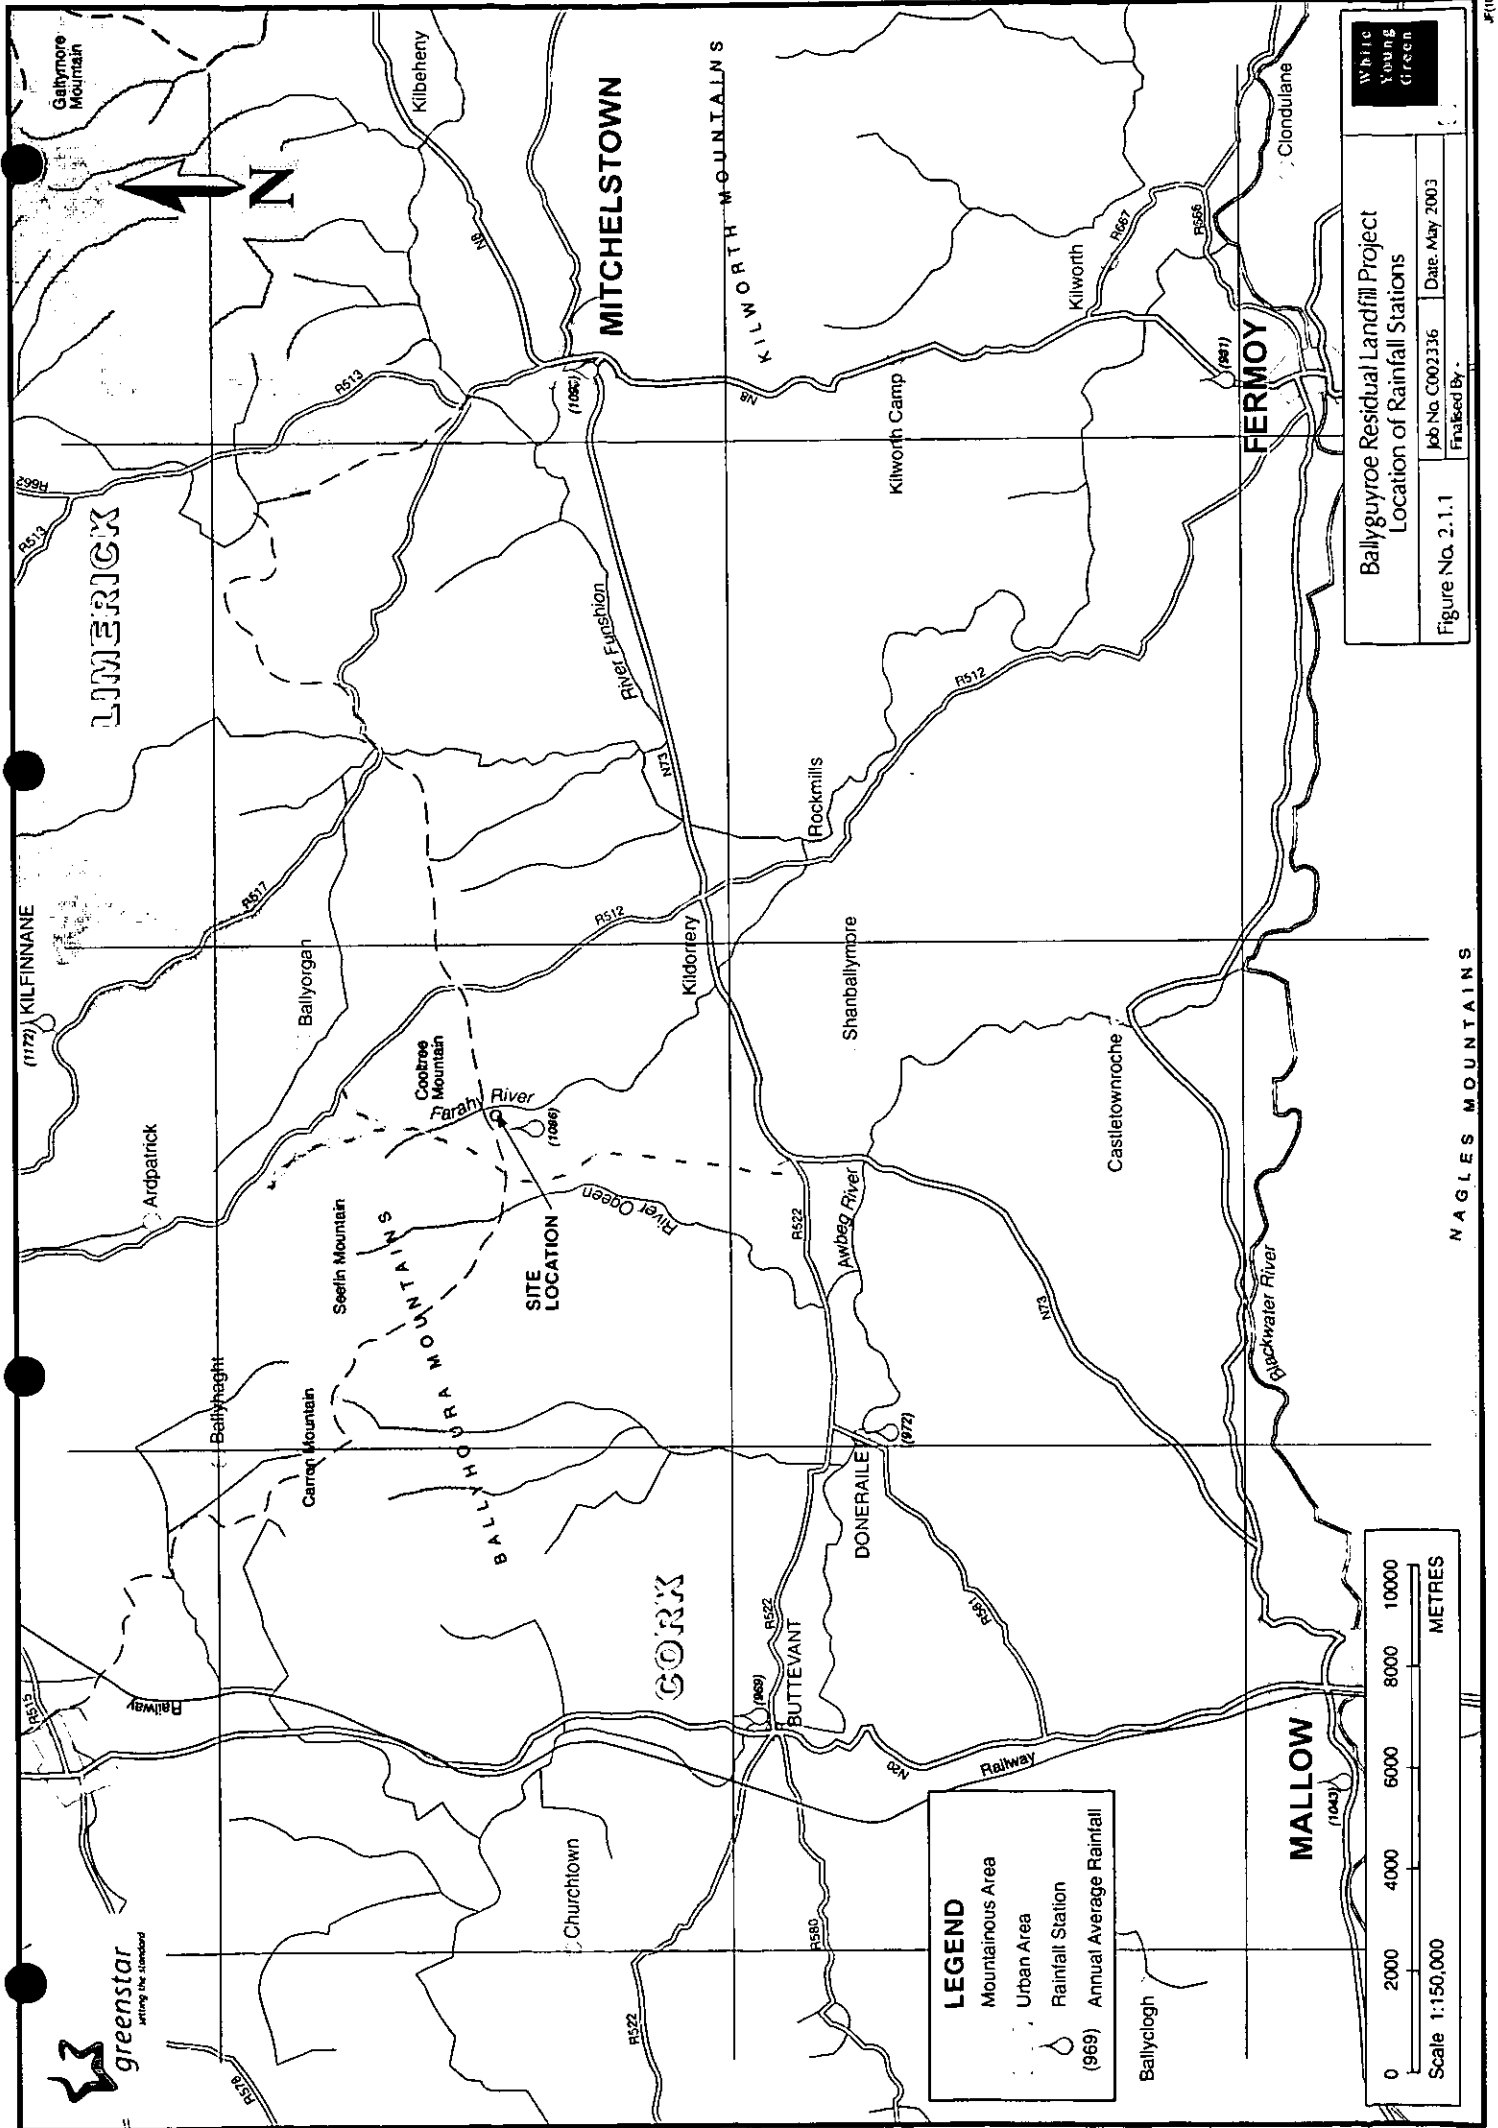 greenstar
setting the standard
R578
R515
Railway
Ardpatrick
(1172) KILFINNANE
R513
R662
LIMERICK
Galtymore
Mountain
N
Kilbeheny
Ballyhaght
Carron Mountain
Seefin Mountain
BALLYHOURA MOUNTAINS
Ballyorgan
R517
R513
N8
Cooltree
Mountain
Farahy River
(1086)
SITE
LOCATION
River Ogeen
R512
River Funshion
MITCHELSTOWN
Churchtown
CORK
Kildorrery
N73
KILWORTH MOUNTAINS
N8
R522
R522
(969)
BUTTEVANT
R580
DONERAILE
(972)
R522
Awbeg River
Shanballymore
Rockmills
R512
Kilworth Camp
Kilworth
R667
R666
Clondulane
N20
Railway
R581
N73
Castletownroche
(981)
FERMOY
Blackwater River
MALLOW
(1043)
Ballyclogh
NAGLES MOUNTAINS
LEGEND
Mountainous Area
Urban Area
Rainfall Station
(969) Annual Average Rainfall
0 2000 4000 6000 8000 10000
Scale 1:150,000 METRES
Ballyguyroe Residual Landfill Project
Location of Rainfall Stations
Figure No. 2.1.1
Job No. C002336
Date. May 2003
Finalised By -
White
Young
Green